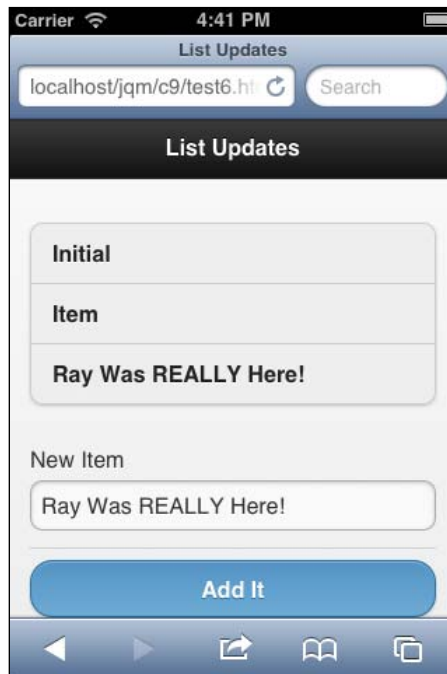 Carrier 4:41 PM
List Updates
localhost/jqm/c9/test6.ht Search
List Updates
Initial
Item
Ray Was REALLY Here!
New Item
Ray Was REALLY Here!
Add It